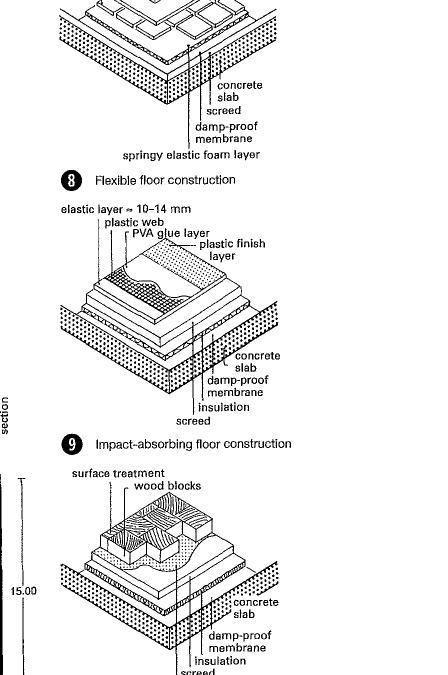 concrete
slab
screed
damp-proof
membrane
springy elastic foam layer
8 Flexible floor construction
elastic layer ≈ 10–14 mm
plastic web
PVA glue layer
plastic finish
layer
concrete
slab
damp-proof
membrane
insulation
screed
section
9 Impact-absorbing floor construction
surface treatment
wood blocks
15.00
concrete
slab
damp-proof
membrane
insulation
screed